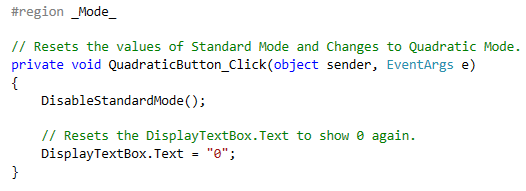 #region _Mode_
// Resets the values of Standard Mode and Changes to Quadratic Mode.
private void QuadraticButton_Click(object sender, EventArgs e)
{
DisableStandardMode();
// Resets the DisplayTextBox.Text to show 0 again.
DisplayTextBox.Text = "0";
}